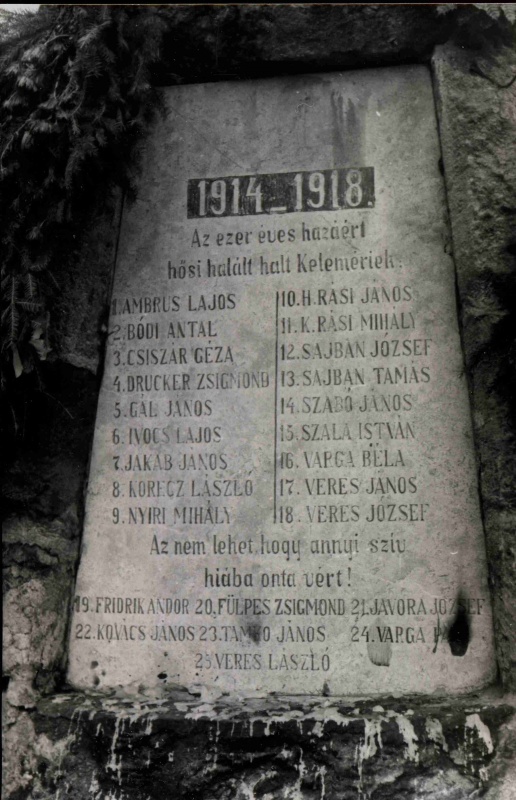 1914-1918.
Az ezer éves hazáért
hősi halált halt Kelemériek:
1. AMBRUS LAJOS
2. BÓDI ANTAL
3. CSISZÁR GÉZA
4. DRUCKER ZSIGMOND
5. GÁL JÁNOS
6. IVOCS LAJOS
7. JAKAB JÁNOS
8. KORECZ LÁSZLÓ
9. NYIRI MIHÁLY
10. H. RÁSI JÁNOS
11. K. RÁSI MIHÁLY
12. SAJBÁN JÓZSEF
13. SAJBÁN TAMÁS
14. SZABÓ JÁNOS
15. SZALA ISTVÁN
16. VARGA BÉLA
17. VERES JÁNOS
18. VERES JÓZSEF
Az nem lehet, hogy annyi sziv
hiába onta vért!
19. FRIDRIK ANDOR 20. FÜLPES ZSIGMOND 21. JAVORA JÓZSEF
22. KOVÁCS JÁNOS 23. JÁNOS 24. VARGA
25. VERES LÁSZLÓ